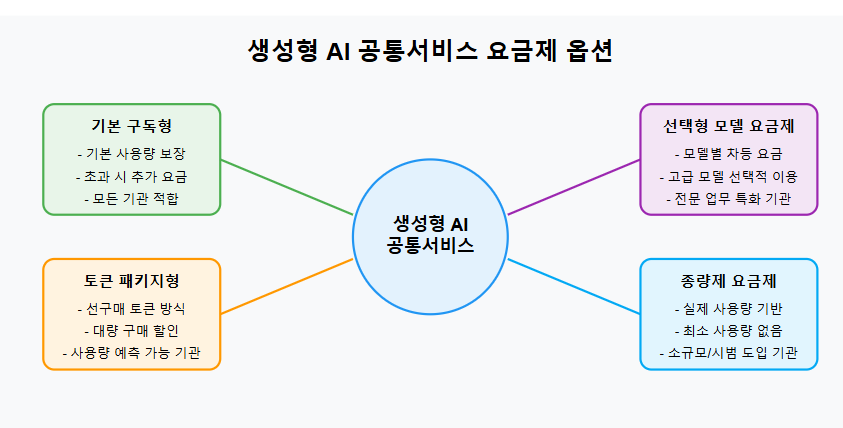 생성형 AI 공통서비스 요금제 옵션
기본 구독형
- 기본 사용량 보장
- 초과 시 추가 요금
- 모든 기관 적합
선택형 모델 요금제
- 모델별 차등 요금
- 고급 모델 선택적 이용
- 전문 업무 특화 기관
생성형 AI
공통서비스
토큰 패키지형
- 선구매 토큰 방식
- 대량 구매 할인
- 사용량 예측 가능 기관
종량제 요금제
- 실제 사용량 기반
- 최소 사용량 없음
- 소규모/시범 도입 기관